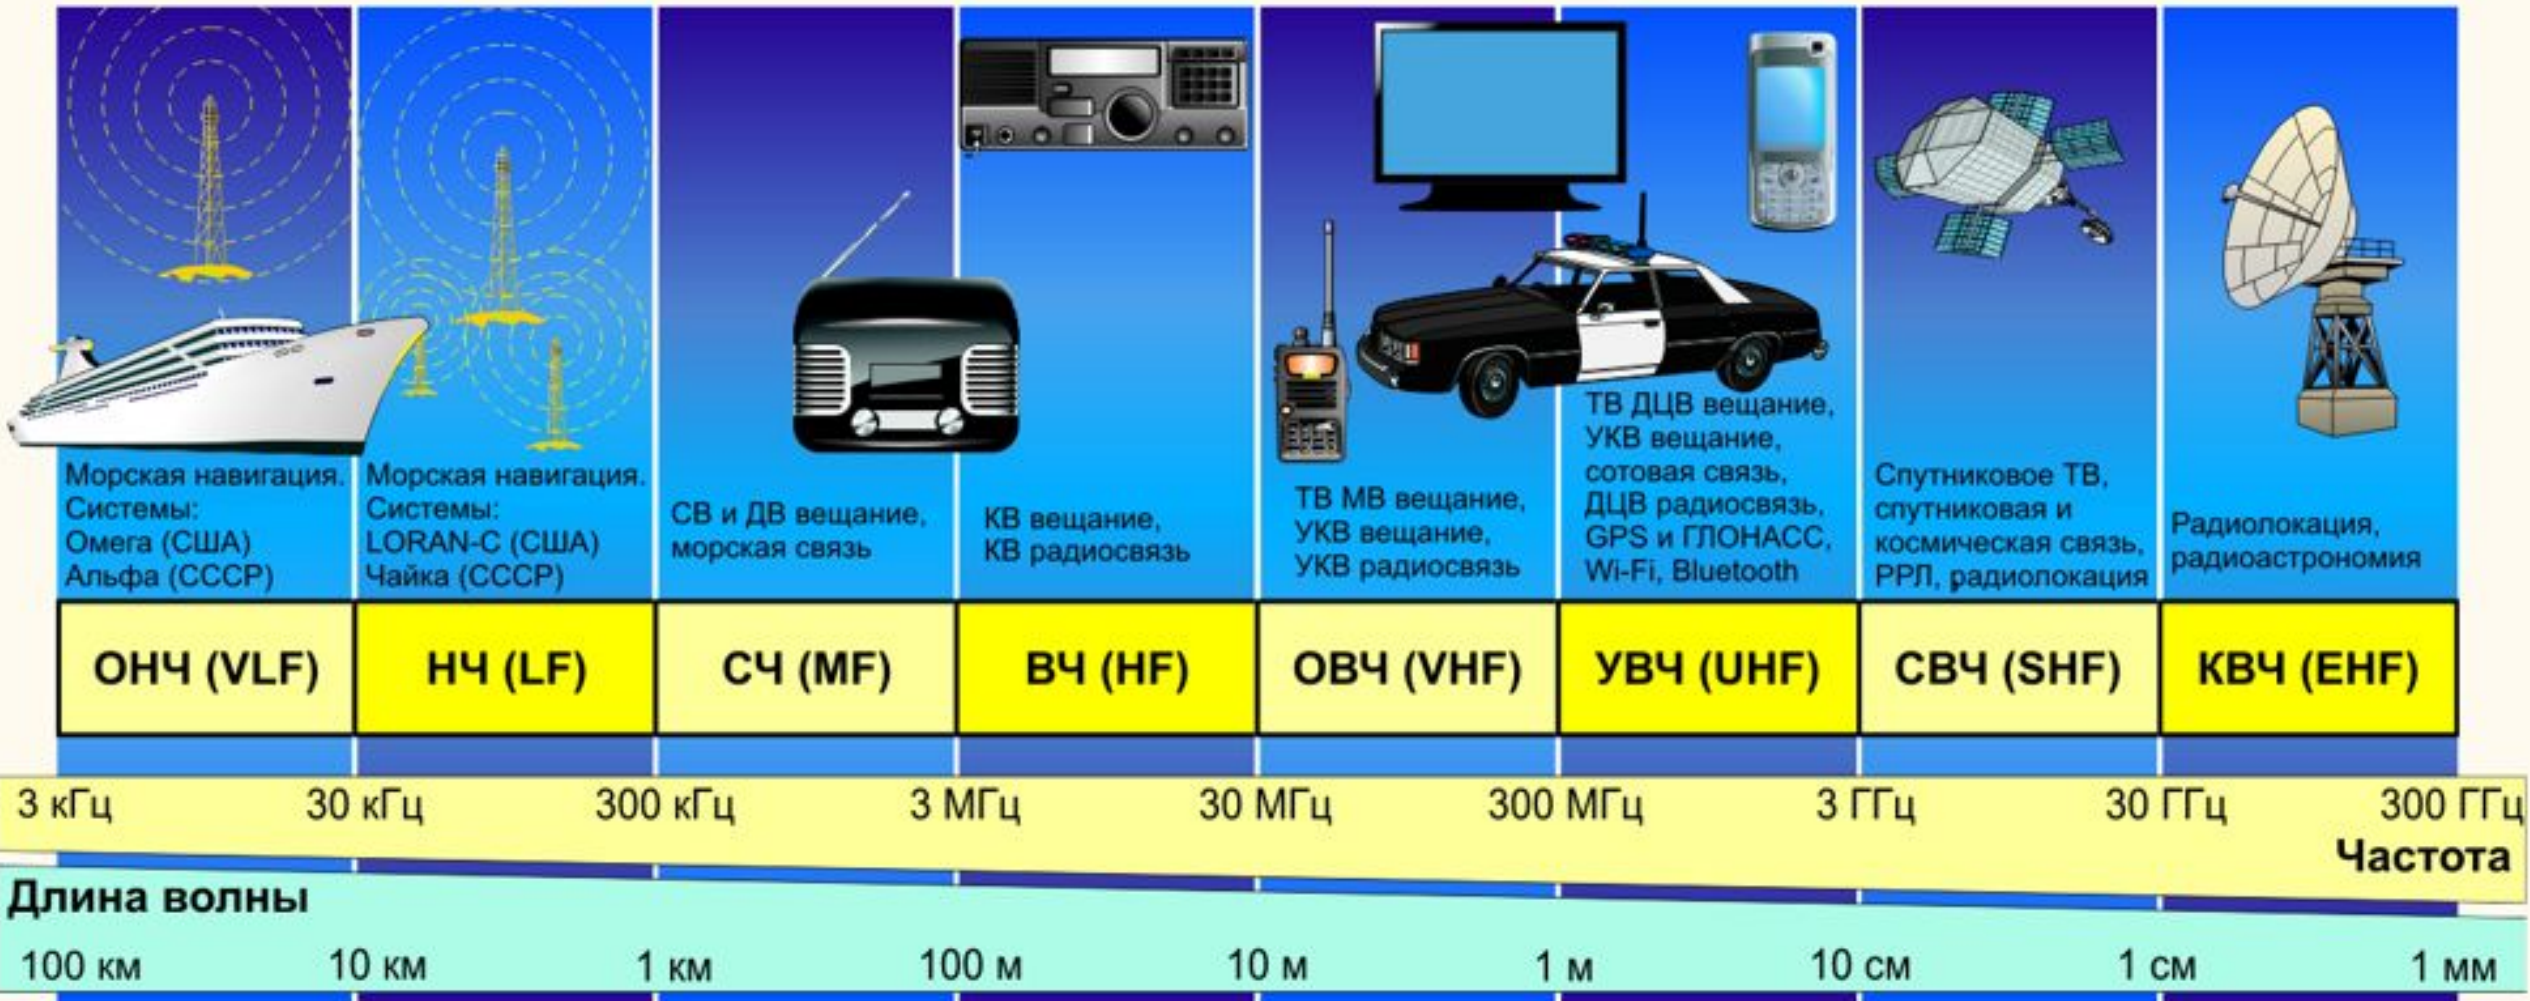 Морская навигация.
Системы:
Омега (США)
Альфа (СССР)
Морская навигация.
Системы:
LORAN-C (США)
Чайка (СССР)
СВ и ДВ вещание,
морская связь
КВ вещание,
КВ радиосвязь
ТВ МВ вещание,
УКВ вещание,
УКВ радиосвязь
ТВ ДЦВ вещание,
УКВ вещание,
сотовая связь,
ДЦВ радиосвязь,
GPS и ГЛОНАСС,
Wi-Fi, Bluetooth
Спутниковое ТВ,
спутниковая и
космическая связь,
РРЛ, радиолокация
Радиолокация,
радиоастрономия
ОНЧ (VLF)
НЧ (LF)
СЧ (MF)
ВЧ (HF)
ОВЧ (VHF)
УВЧ (UHF)
СВЧ (SHF)
КВЧ (EHF)
3 кГц 30 кГц 300 кГц 3 МГц 30 МГц 300 МГц 3 ГГц 30 ГГц 300 ГГц
Частота
Длина волны
100 км 10 км 1 км 100 м 10 м 1 м 10 см 1 см 1 мм